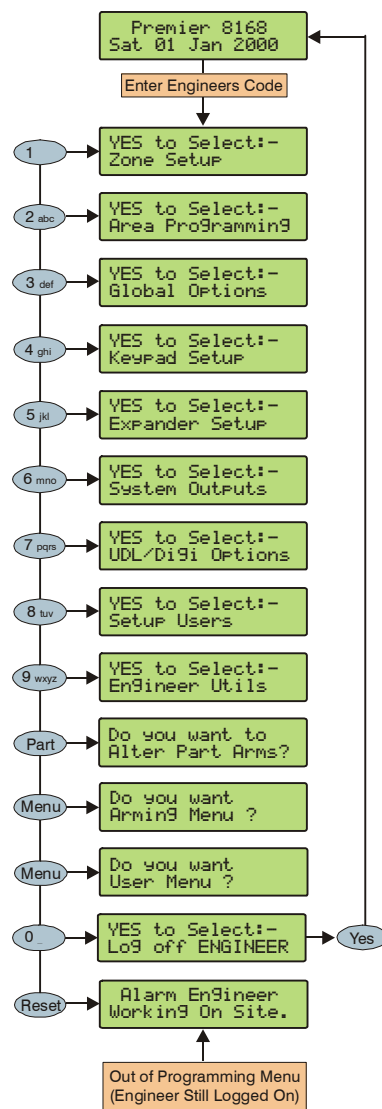 Premier 8168
Sat 01 Jan 2000
Enter Engineers Code
1
YES to Select:-
Zone Setup
2 abc
YES to Select:-
Area Programming
3 def
YES to Select:-
Global Options
4 ghi
YES to Select:-
Keypad Setup
5 jkl
YES to Select:-
Expander Setup
6 mno
YES to Select:-
System Outputs
7 pqrs
YES to Select:-
UDL/Digi Options
8 tuv
YES to Select:-
Setup Users
9 wxyz
YES to Select:-
Engineer Utils
Part
Do you want to
Alter Part Arms?
Menu
Do you want
Arming Menu ?
Menu
Do you want
User Menu ?
0 _
YES to Select:-
Log off ENGINEER
Yes
Reset
Alarm Engineer
Working On Site.
Out of Programming Menu
(Engineer Still Logged On)